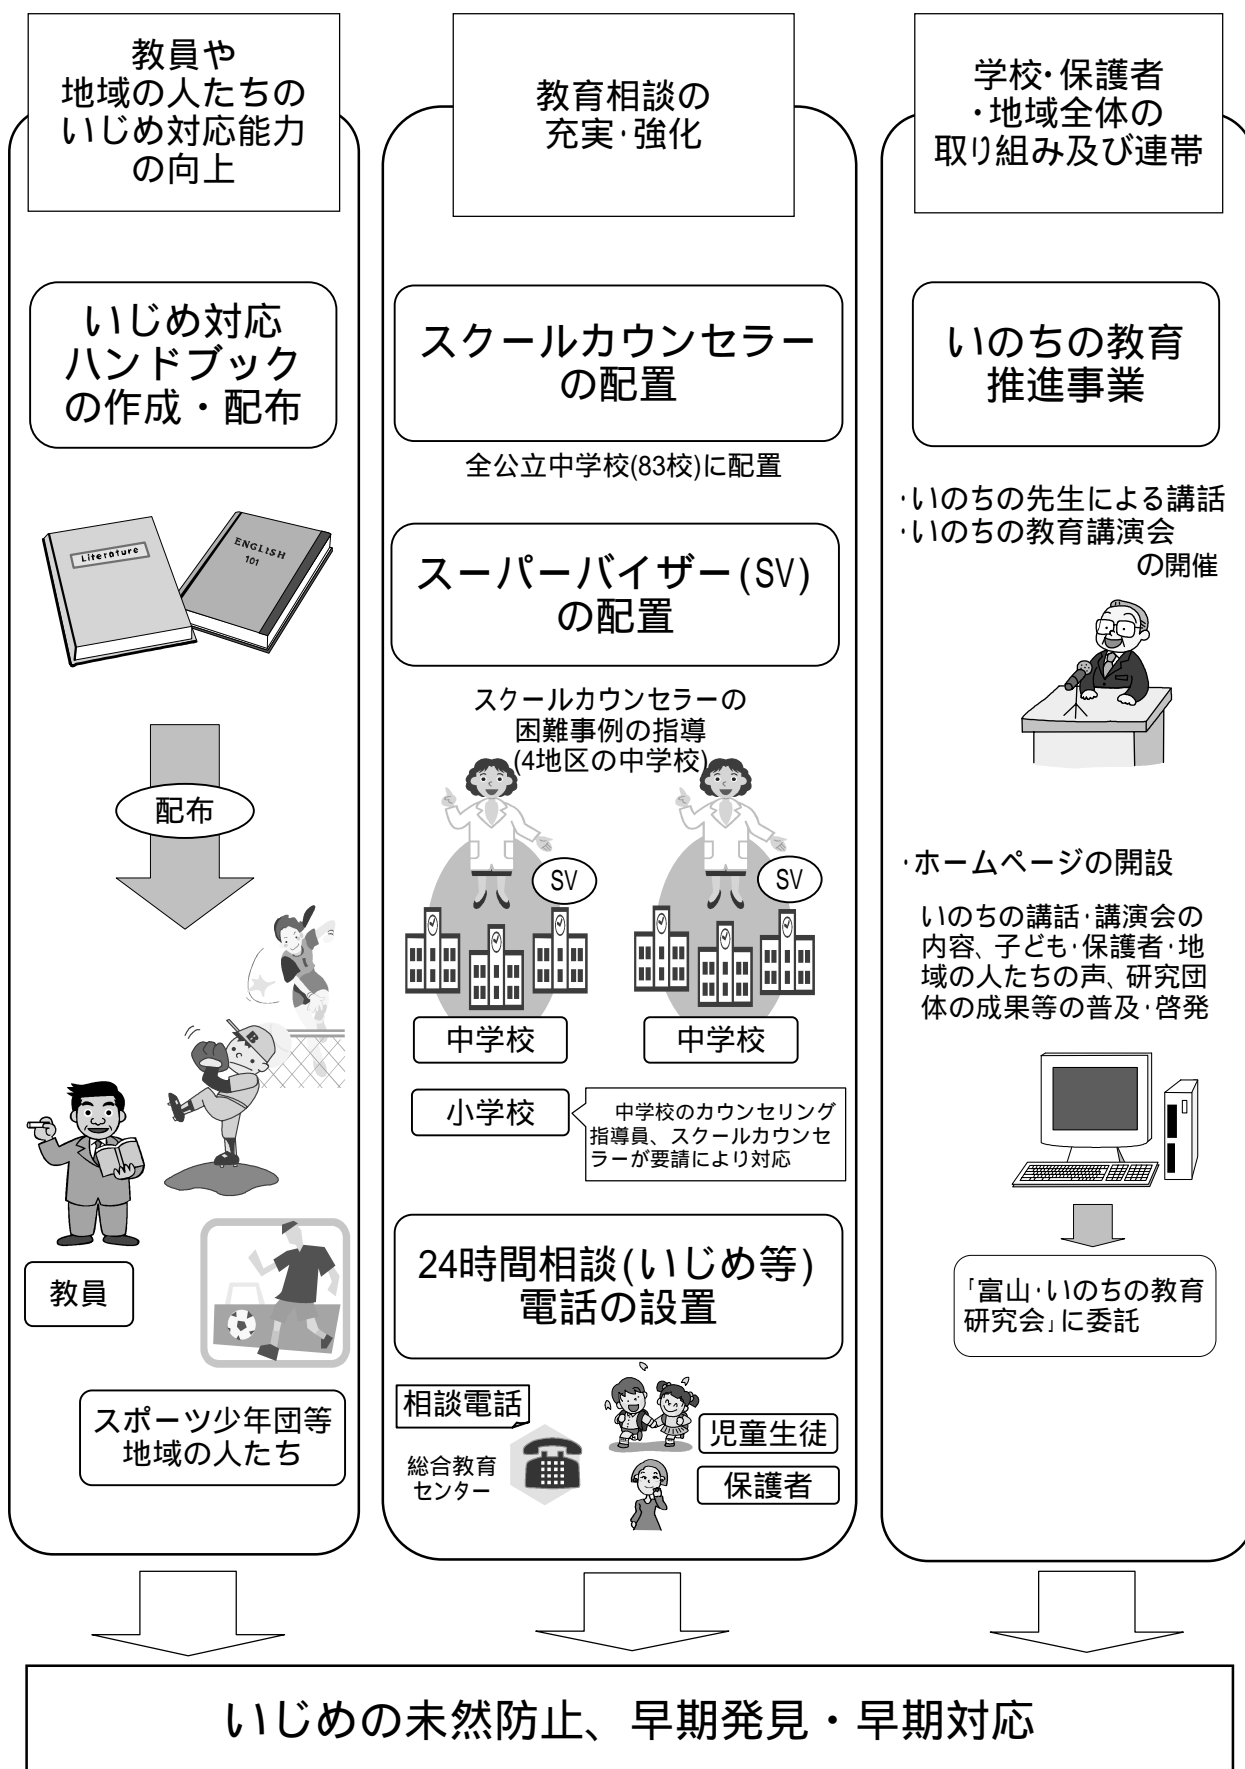 教員や
地域の人たちの
いじめ対応能力
の向上
いじめ対応
ハンドブック
の作成・配布
Literature
ENGLISH
101
配布
B
教員
スポーツ少年団等
地域の人たち
教育相談の
充実・強化
スクールカウンセラー
の配置
全公立中学校(83校)に配置
スーパーバイザー(SV)
の配置
スクールカウンセラーの
困難事例の指導
(4地区の中学校)
SV
SV
中学校
中学校
小学校
中学校のカウンセリング
指導員、スクールカウンセ
ラーが要請により対応
24時間相談(いじめ等)
電話の設置
相談電話
総合教育
センター
児童生徒
保護者
学校・保護者
・地域全体の
取り組み及び連帯
いのちの教育
推進事業
・いのちの先生による講話
・いのちの教育講演会
の開催
・ホームページの開設
いのちの講話・講演会の
内容、子ども・保護者・地
域の人たちの声、研究団
体の成果等の普及・啓発
「富山・いのちの教育
研究会」に委託
いじめの未然防止、早期発見・早期対応